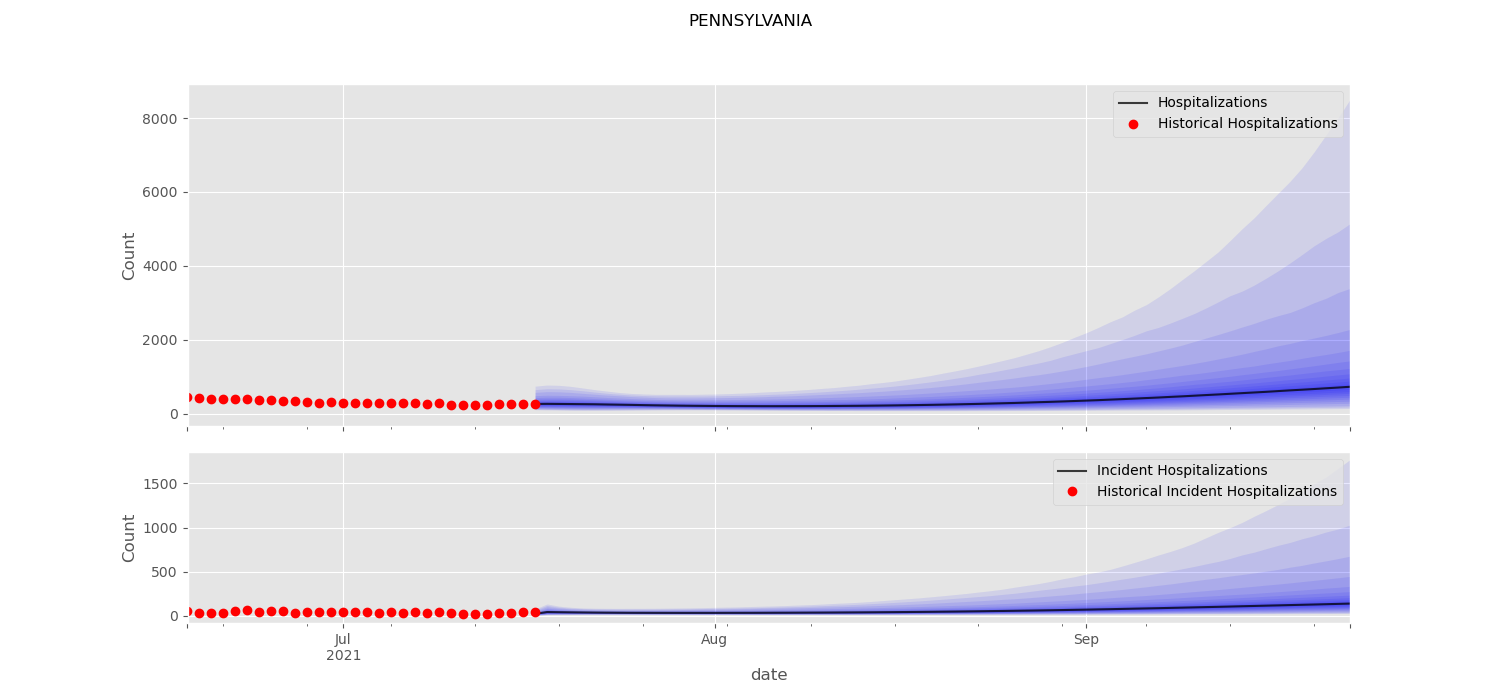 PENNSYLVANIA
8000
6000
4000
2000
0
Count
Hospitalizations
Historical Hospitalizations
1500
1000
500
0
Count
Incident Hospitalizations
Historical Incident Hospitalizations
Jul
2021
Aug
Sep
date